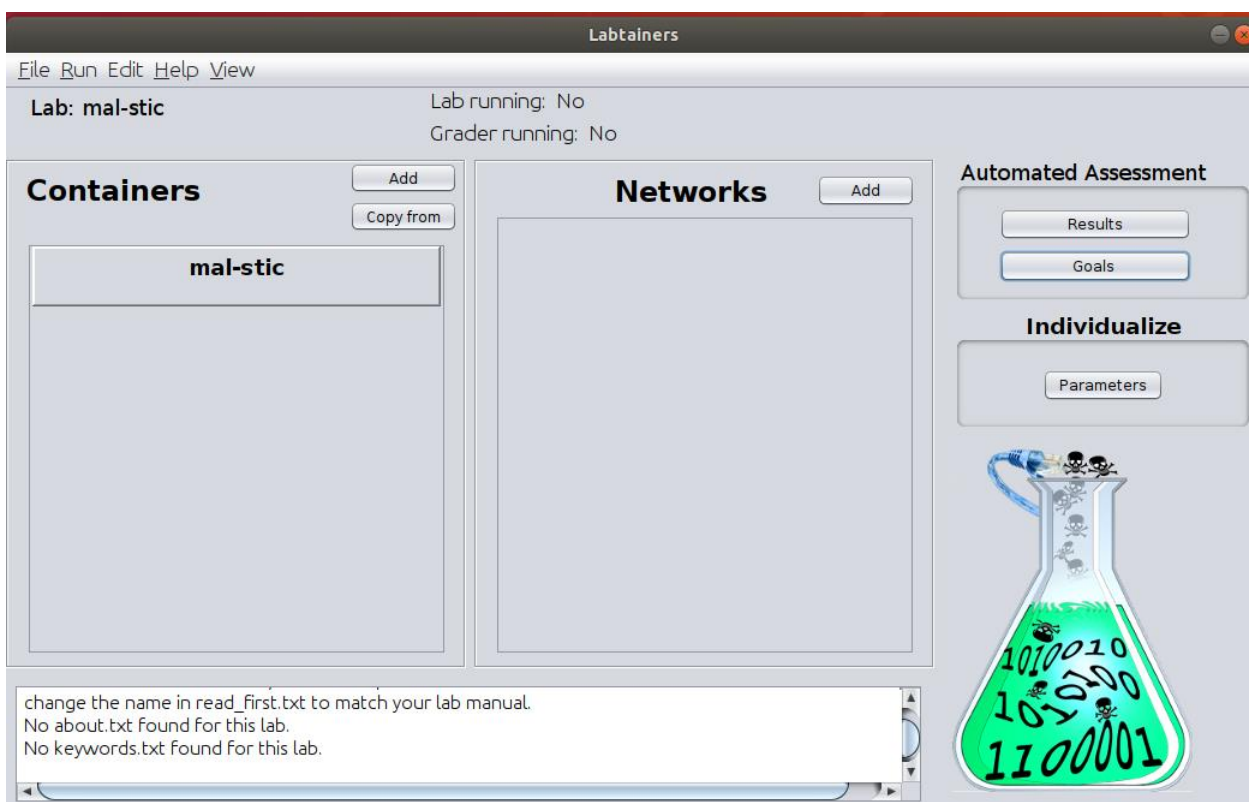 Labtainers
File Run Edit Help View
Lab: mal-stic
Lab running: No
Grader running: No
Containers
Add
Copy from
mal-stic
Networks
Add
Automated Assessment
Results
Goals
Individualize
Parameters
1010010
1010100
1100001
change the name in read_first.txt to match your lab manual.
No about.txt found for this lab.
No keywords.txt found for this lab.